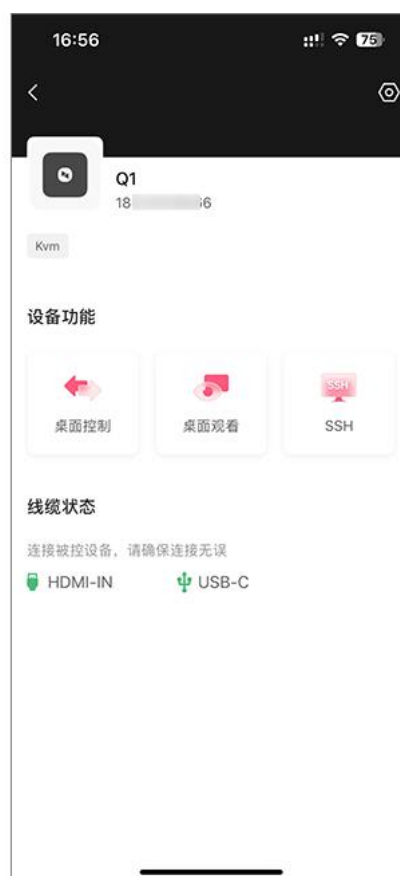 16:56
75
Q1
18 6
Kvm
设备功能
桌面控制
桌面观看
SSH
SSH
线缆状态
连接被控设备，请确保连接无误
HDMI-IN
USB-C